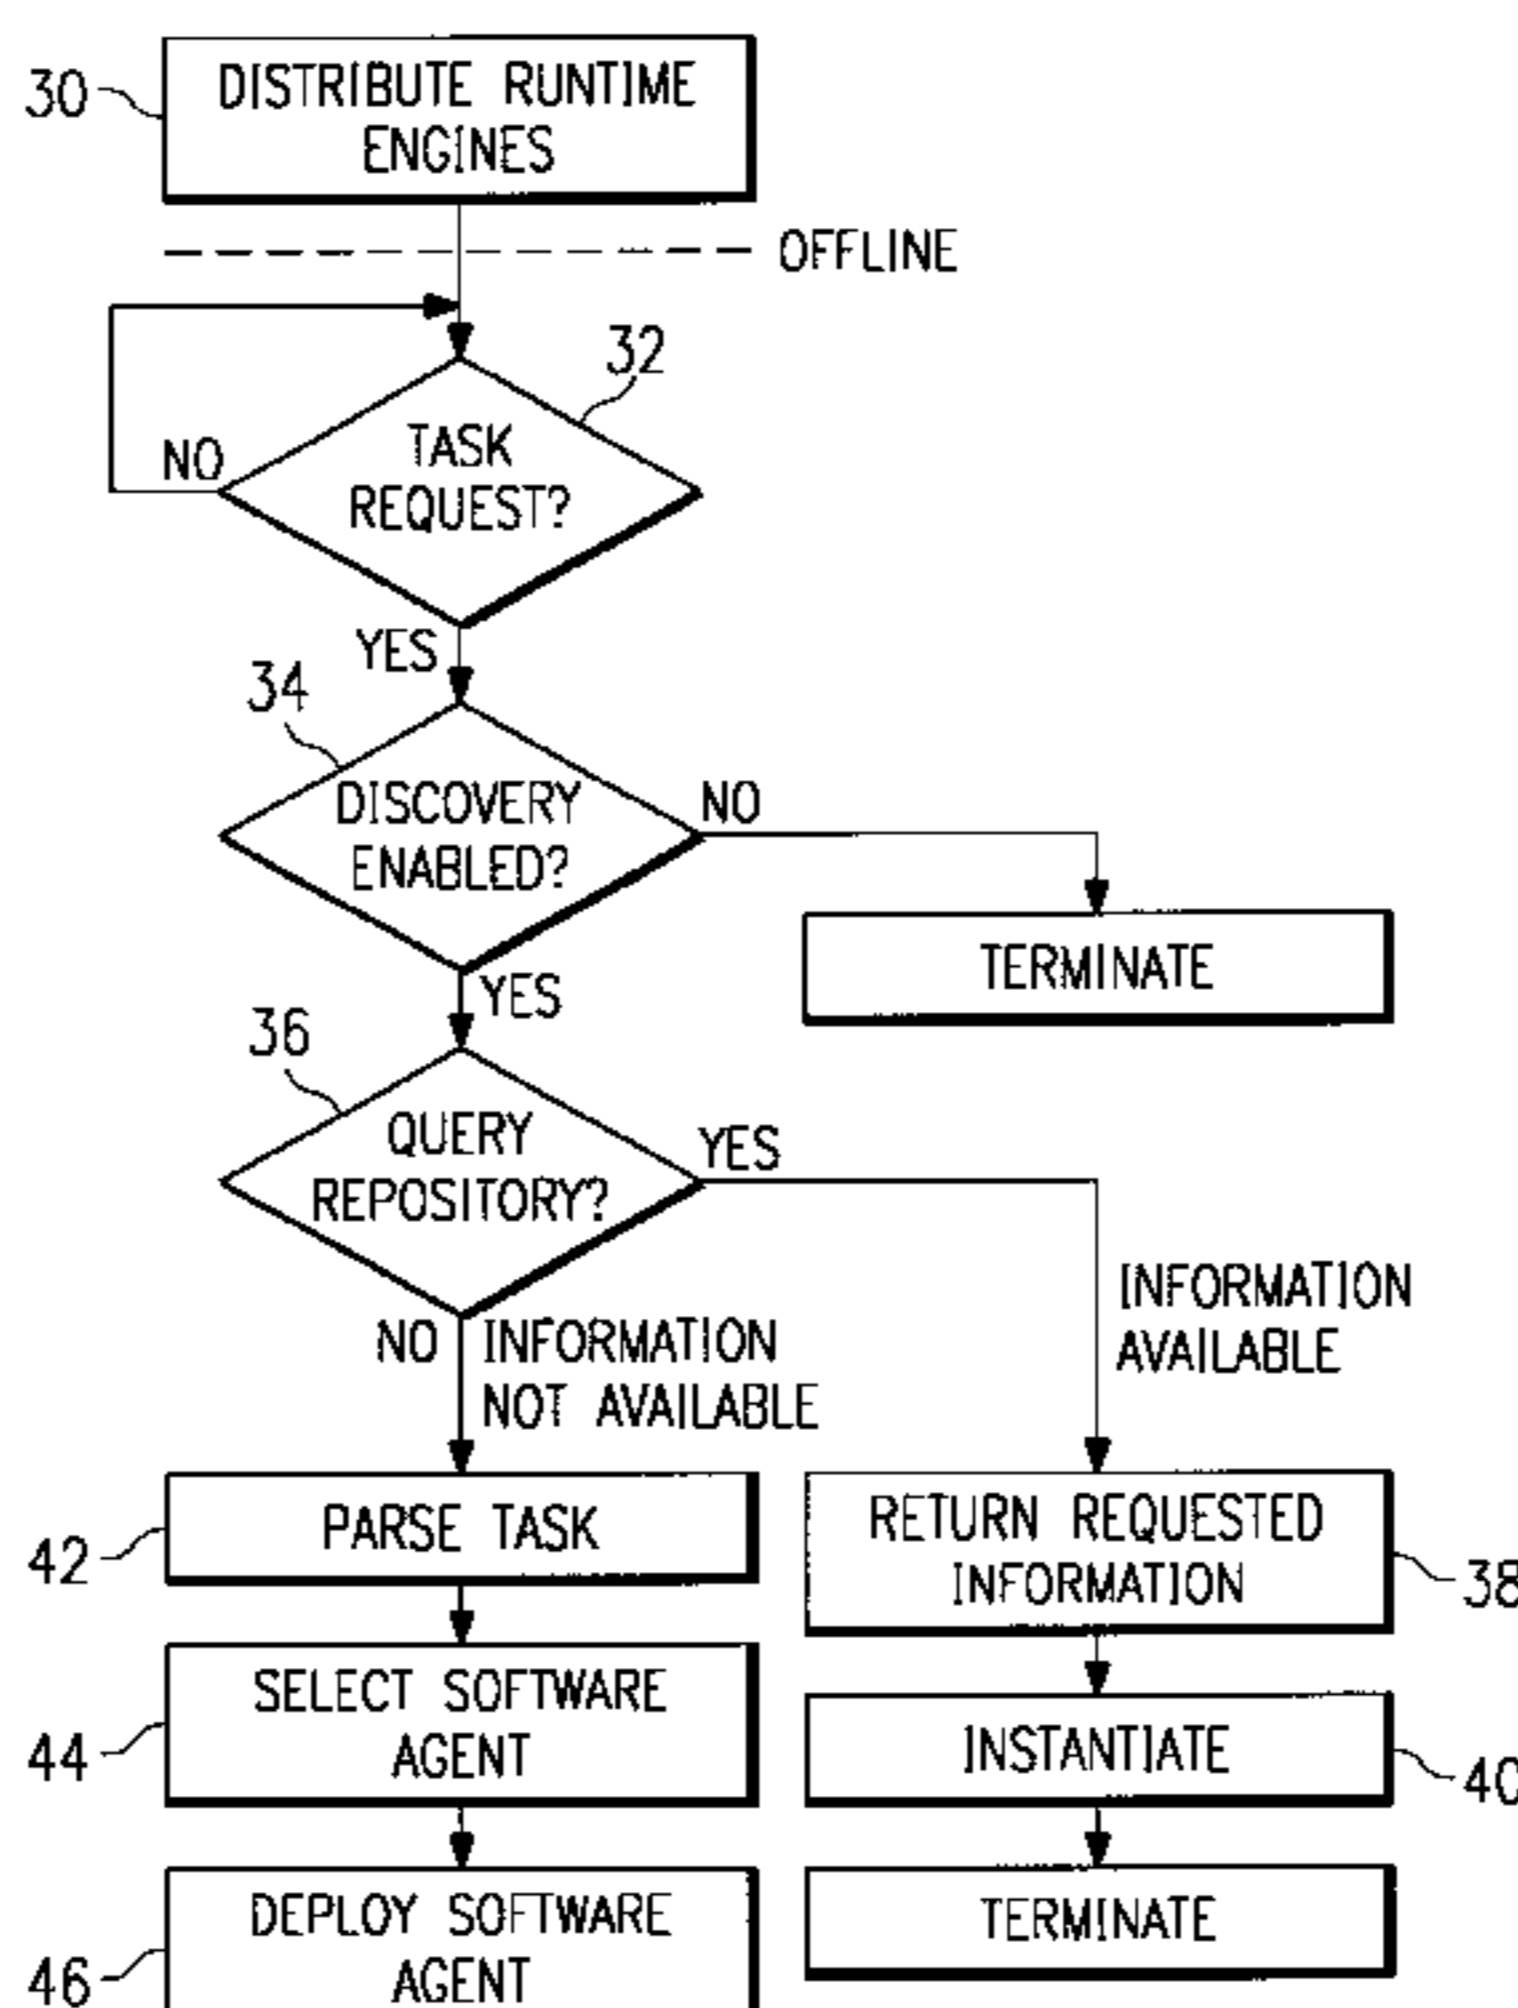 30
DISTRIBUTE RUNTIME
ENGINES
OFFLINE
32
TASK
REQUEST?
NO
YES
34
DISCOVERY
ENABLED?
NO
TERMINATE
YES
36
QUERY
REPOSITORY?
YES
INFORMATION
AVAILABLE
NO INFORMATION
NOT AVAILABLE
42
PARSE TASK
RETURN REQUESTED
INFORMATION
38
44
SELECT SOFTWARE
AGENT
INSTANTIATE
40
46
DEPLOY SOFTWARE
AGENT
TERMINATE